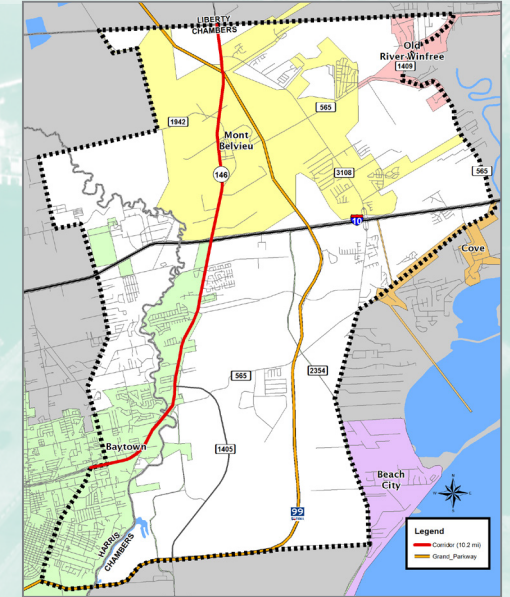 LIBERTY
CHAMBERS
Old
River Winfree
1409
565
1942
Mont
Belvieu
146
3108
565
10
Cove
565
2354
Baytown
1405
Beach
City
99
HARRIS
CHAMBERS
Legend
Corridor (10.2 mi)
Grand_Parkway